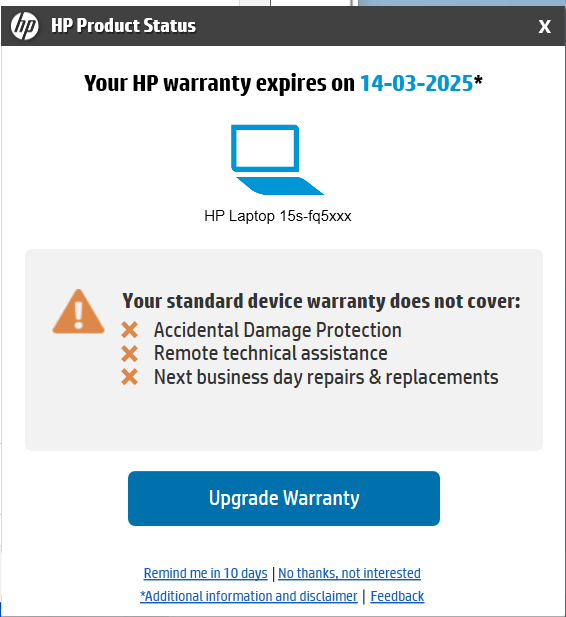 hp HP Product Status X
Your HP warranty expires on 14-03-2025*
HP Laptop 15s-fq5xxx
Your standard device warranty does not cover:
Accidental Damage Protection
Remote technical assistance
Next business day repairs & replacements
Upgrade Warranty
Remind me in 10 days | No thanks, not interested
*Additional information and disclaimer | Feedback